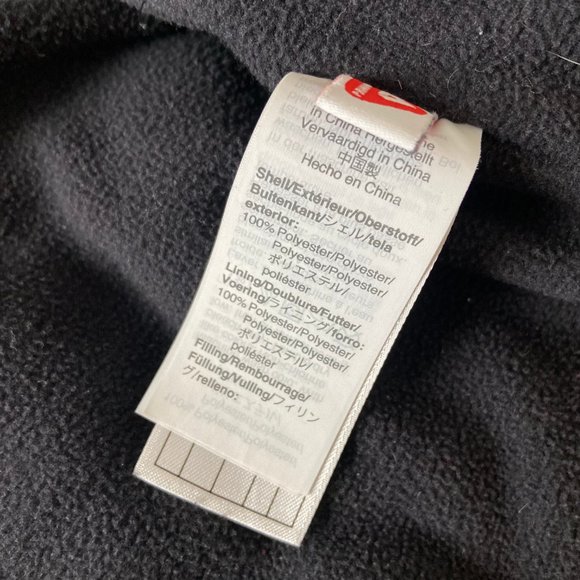 in China Hergestellt
Vervaardigd in China
中国製
Hecho en China
Shell/Extérieur/Oberstoff/
Buitenkant/シェル/tela
exterior:
100% Polyester/Polyester/
Polyester/Polyester/
ポリエステル/
poliéster
Lining/Doublure/Futter/
Voering/ライニング/forro:
100% Polyester/Polyester/
Polyester/Polyester/
ポリエステル/
poliéster
Filling/Rembourrage/
Füllung/Vulling/フィリン
グ/relleno: